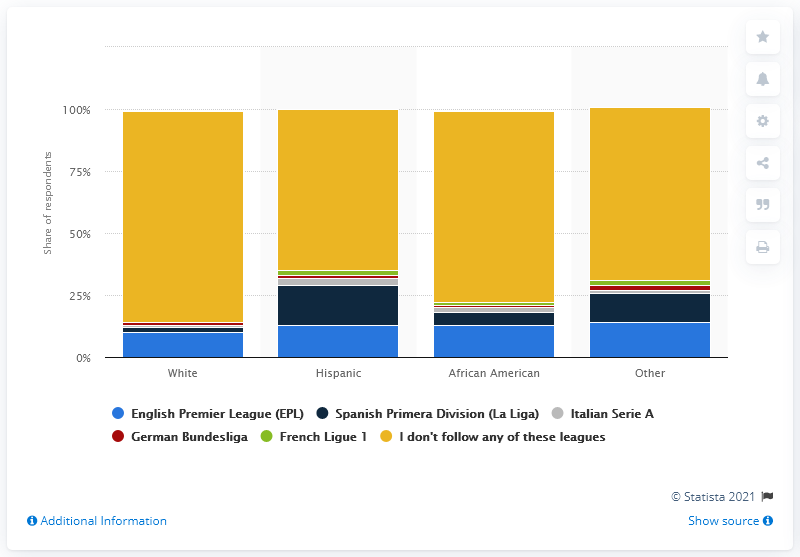 100%
75%
50%
25%
0%
Share of respondents
White Hispanic African American Other
English Premier League (EPL) Spanish Primera Division (La Liga) Italian Serie A
German Bundesliga French Ligue 1 I don't follow any of these leagues
© Statista 2021
Additional Information Show source